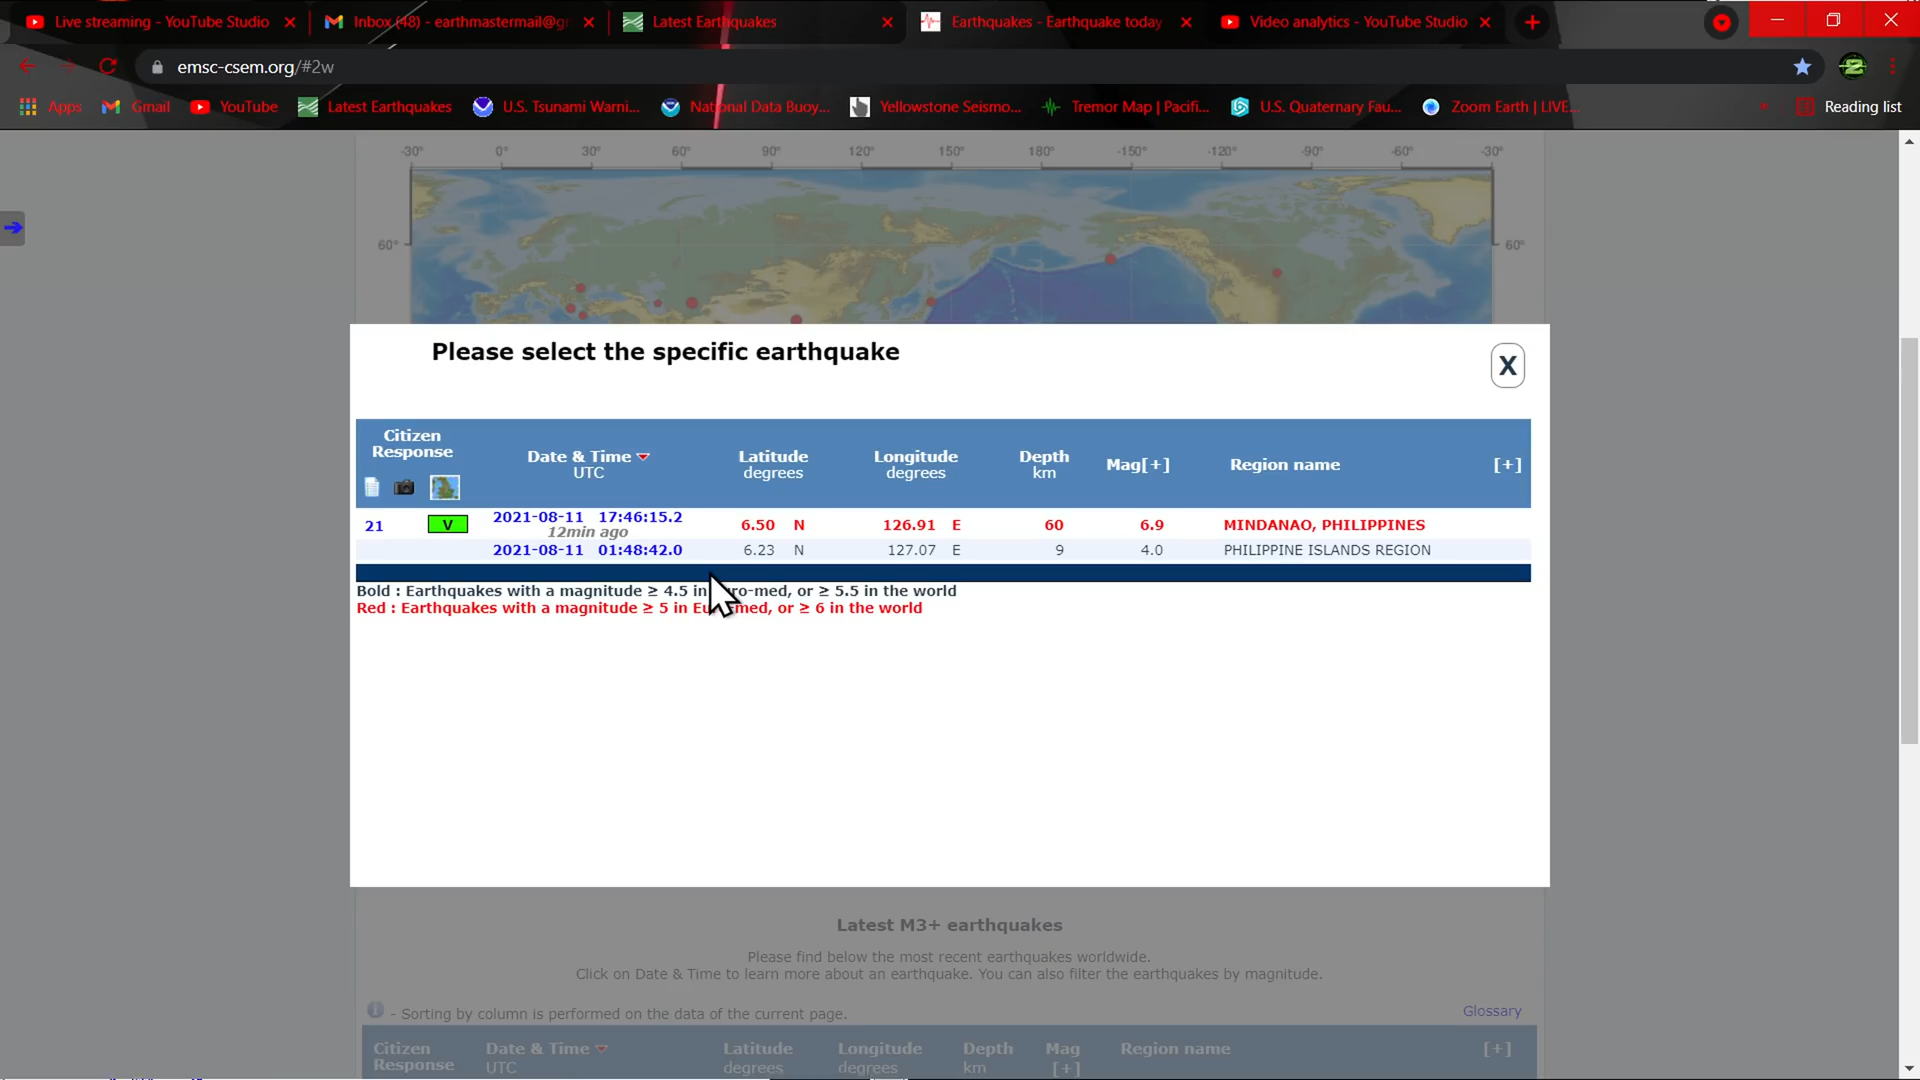 Live streaming - YouTube Studio
Inbox (48) - earthmastermail@g
Latest Earthquakes
Earthquakes - Earthquake today
Video analytics - YouTube Studio
emsc-csem.org/#2w
Apps
Gmail
YouTube
Latest Earthquakes
U.S. Tsunami Warni...
National Data Buoy...
Yellowstone Seismo...
Tremor Map | Pacifi...
U.S. Quaternary Fau...
Zoom Earth | LIVE...
»
Reading list
-30° 0° 30° 60° 90° 120° 150° 180° -150° -120° -90° -60° -30°
60° 60°
Please select the specific earthquake
X
Citizen Response
Date & Time UTC
Latitude degrees
Longitude degrees
Depth km
Mag[+]
Region name
[+]
21 V 2021-08-11 17:46:15.2 6.50 N 126.91 E 60 6.9 MINDANAO, PHILIPPINES
12min ago
2021-08-11 01:48:42.0 6.23 N 127.07 E 9 4.0 PHILIPPINE ISLANDS REGION
Bold : Earthquakes with a magnitude ≥ 4.5 in ro-med, or ≥ 5.5 in the world
Red : Earthquakes with a magnitude ≥ 5 in Eu med, or ≥ 6 in the world
Latest M3+ earthquakes
Please find below the most recent earthquakes worldwide.
Click on Date & Time to learn more about an earthquake. You can also filter the earthquakes by magnitude.
- Sorting by column is performed on the data of the current page.
Glossary
Citizen Response
Date & Time UTC
Latitude degrees
Longitude degrees
Depth km
Mag [+]
Region name
[+]